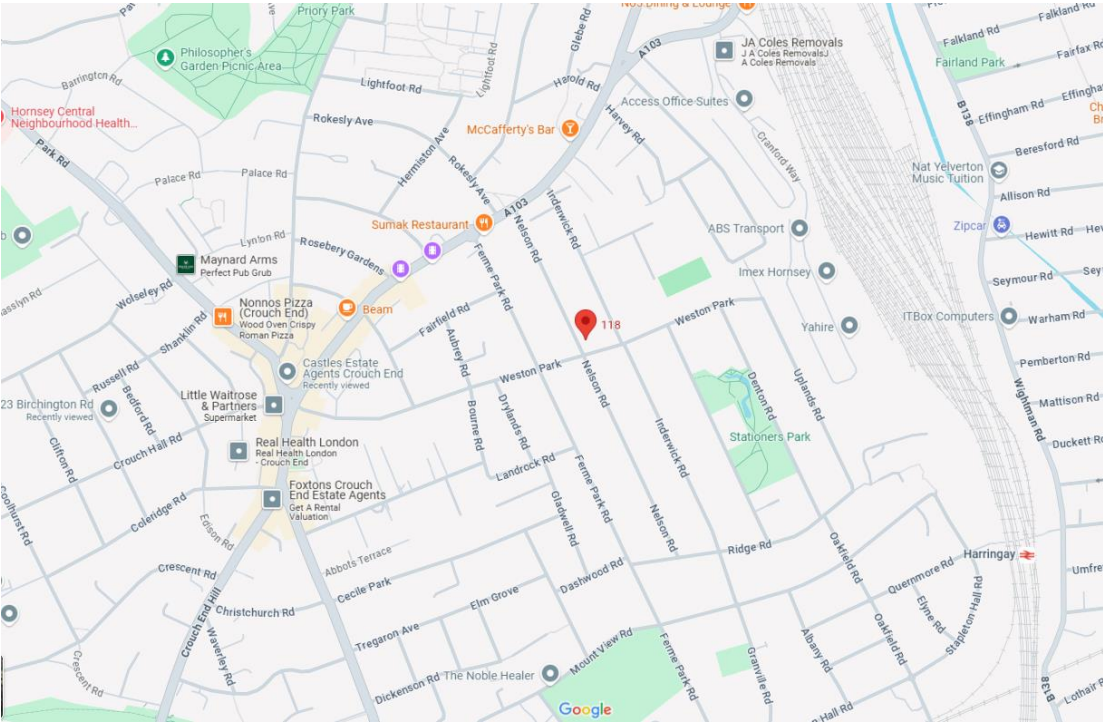 Priory Park
No5 Dining & Lounge
Falkland Rd
Falkland Rd
Fairfax Rd
Fairland Park
JA Coles Removals
J A Coles RemovalsJ
A Coles Removals
Glebe Rd
A103
Philosopher's
Garden Picnic Area
Barrington Rd
Lightfoot Rd
Lightfoot Rd
Harold Rd
Access Office Suites
B138
Effingham Rd
Hornsey Central
Neighbourhood Health...
Rokesly Ave
McCafferty's Bar
Harvey Rd
Cranford Way
Beresford Rd
Park Rd
Hermiston Ave
Rokesly Ave
Nat Yelverton
Music Tuition
Palace Rd
Palace Rd
Allison Rd
Inderwick Rd
A103
Sumak Restaurant
Nelson Rd
ABS Transport
Zipcar
Hewitt Rd
Lynton Rd
Rosebery Gardens
Maynard Arms
Perfect Pub Grub
Ferme Park Rd
Imex Hornsey
Seymour Rd
Wolseley Rd
Nonnos Pizza
(Crouch End)
Wood Oven Crispy
Roman Pizza
Beam
Fairfield Rd
Weston Park
118
Yahire
ITBox Computers
Warham Rd
Shanklin Rd
Aubrey Rd
Pemberton Rd
Castles Estate
Agents Crouch End
Recently viewed
Weston Park
Nelson Rd
Denton Rd
Uplands Rd
Wightman Rd
Russell Rd
Bedford Rd
Little Waitrose
& Partners
Supermarket
Mattison Rd
23 Birchington Rd
Recently viewed
Bourne Rd
Drylands Rd
Inderwick Rd
Stationers Park
Duckett Rd
Clifton Rd
Crouch Hall Rd
Real Health London
Real Health London
- Crouch End
Landrock Rd
Ferme Park Rd
Foxtons Crouch
End Estate Agents
Get A Rental
Valuation
Coleridge Rd
Edison Rd
Gladwell Rd
Nelson Rd
Ridge Rd
Oakfield Rd
Harringay
Abbots Terrace
Crescent Rd
Cecile Park
Dashwood Rd
Quernmore Rd
Christchurch Rd
Elm Grove
Elyne Rd
Stapleton Hall Rd
Crouch End Hill
Waverley Rd
Tregaron Ave
Mount View Rd
Ferme Park Rd
Albany Rd
Oakfield Rd
Crescent Rd
Dickenson Rd
The Noble Healer
Granville Rd
B138
Google